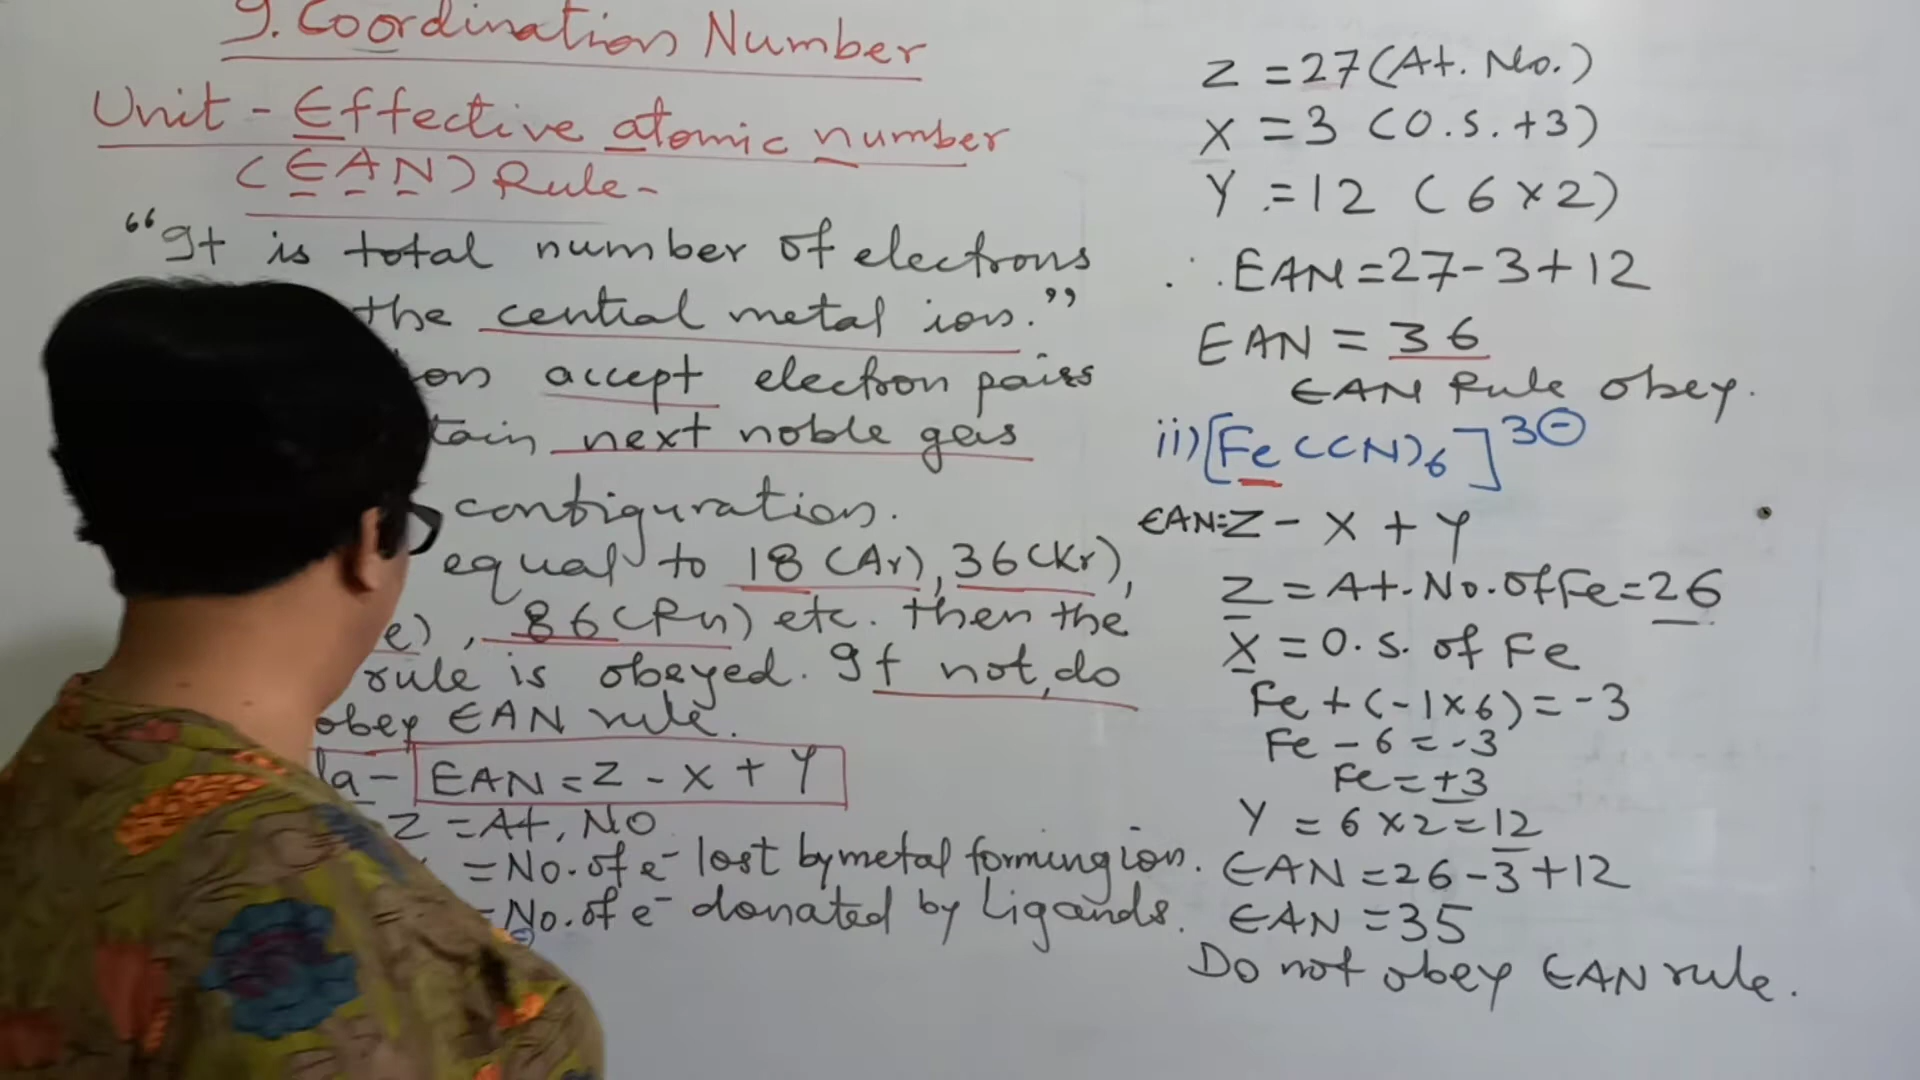 9. Coordination Number
Unit - Effective atomic number
(EAN) Rule -
"It is total number of electrons
the central metal ion."
accept electron pairs
next noble gas
configuration.
equal to 18 (Ar), 36 (Kr),
e), 86 (Rn) etc. then the
rule is obeyed. If not, do
obey EAN rule.
la - EAN = Z - X + Y
Z = At. NO
= No. of e⁻ lost by metal forming ion.
= No. of e⁻ donated by Ligands.
Z = 27 (At. No.)
X = 3 (O.S. +3)
Y = 12 (6 × 2)
∴ EAN = 27 - 3 + 12
EAN = 36
EAN Rule obey.
ii) [Fe(CN)6]3⊖
EAN = Z - X + Y
Z = At. No. of Fe = 26
X = O.S. of Fe
Fe + (-1 × 6) = -3
Fe - 6 = -3
Fe = +3
Y = 6 × 2 = 12
EAN = 26 - 3 + 12
EAN = 35
Do not obey EAN rule.